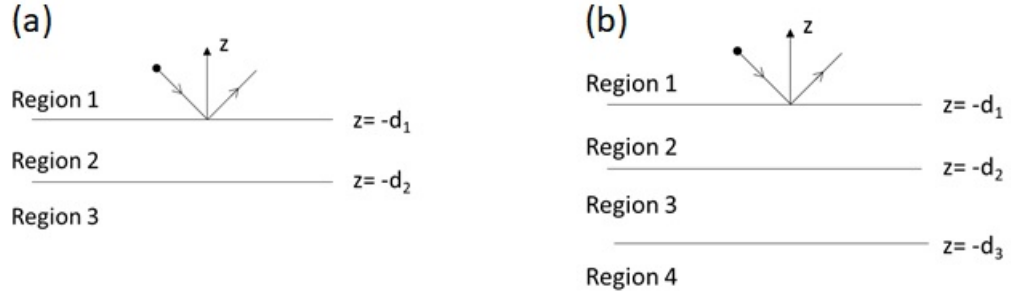 (a)
z
Region 1
z= -d₁
Region 2
z= -d₂
Region 3
(b)
z
Region 1
z= -d₁
Region 2
z= -d₂
Region 3
z= -d₃
Region 4